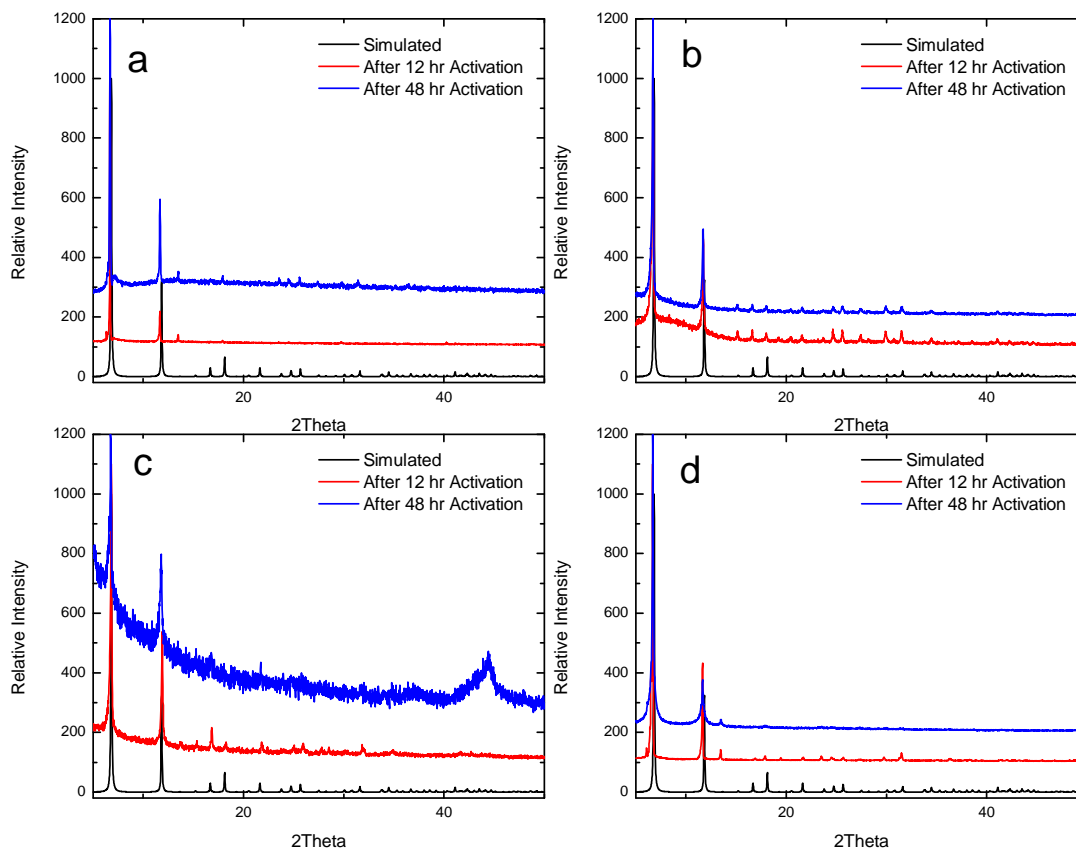 a
Simulated
After 12 hr Activation
After 48 hr Activation
Relative Intensity
1200
1000
800
600
400
200
0
20
40
2Theta
b
Simulated
After 12 hr Activation
After 48 hr Activation
Relative Intensity
1200
1000
800
600
400
200
0
20
40
2Theta
c
Simulated
After 12 hr Activation
After 48 hr Activation
Relative Intensity
1200
1000
800
600
400
200
0
20
40
2Theta
d
Simulated
After 12 hr Activation
After 48 hr Activation
Relative Intensity
1200
1000
800
600
400
200
0
20
40
2Theta